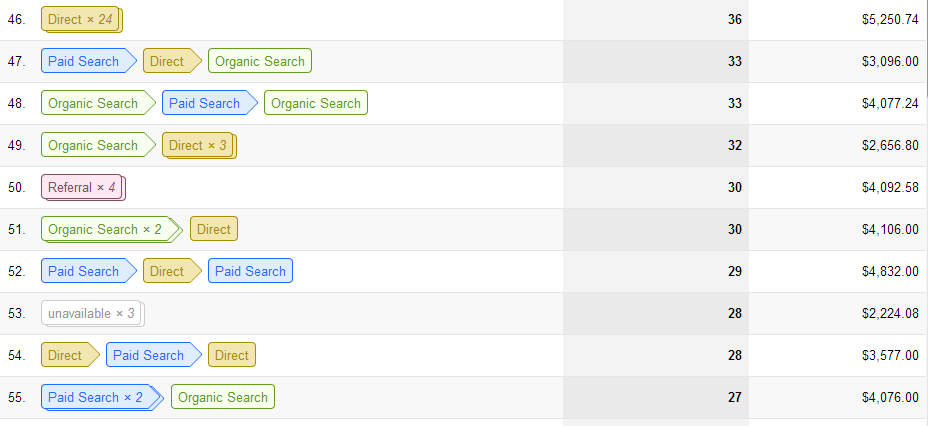 46. Direct × 24 36 $5,250.74
47. Paid Search Direct Organic Search 33 $3,096.00
48. Organic Search Paid Search Organic Search 33 $4,077.24
49. Organic Search Direct × 3 32 $2,656.80
50. Referral × 4 30 $4,092.58
51. Organic Search × 2 Direct 30 $4,106.00
52. Paid Search Direct Paid Search 29 $4,832.00
53. unavailable × 3 28 $2,224.08
54. Direct Paid Search Direct 28 $3,577.00
55. Paid Search × 2 Organic Search 27 $4,076.00